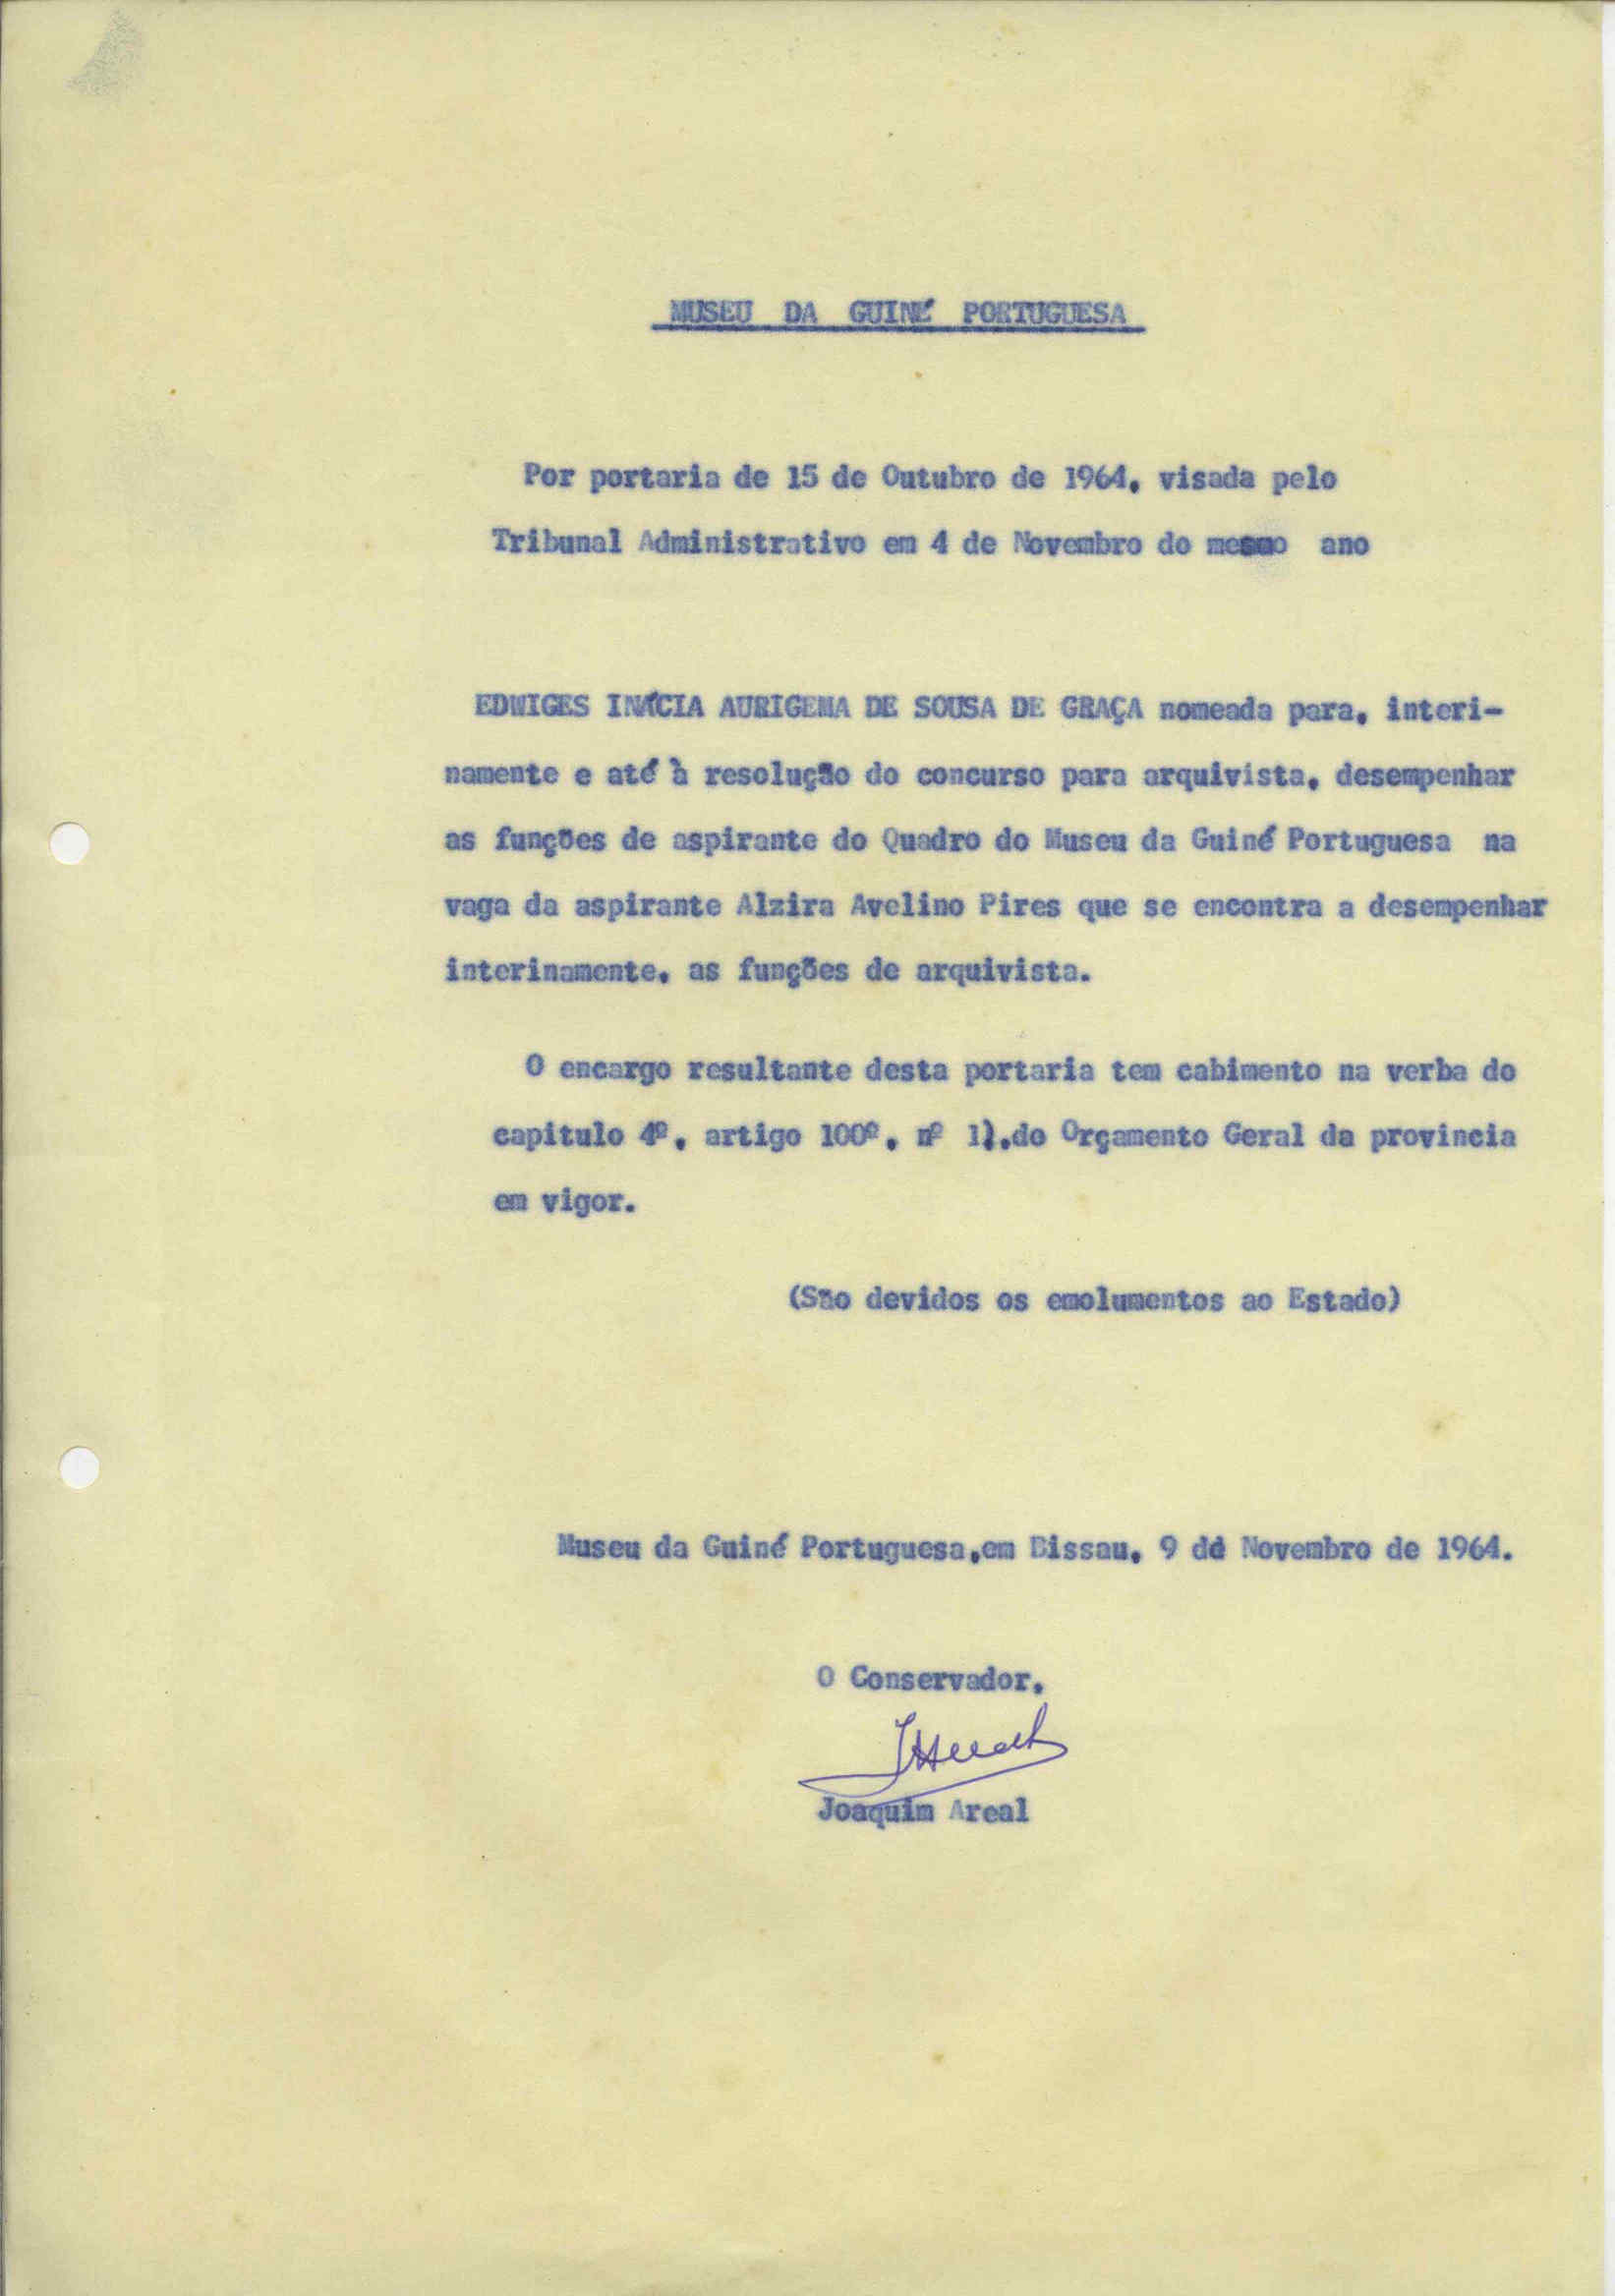 MUSEU DA GUINÉ PORTUGUESA
Por portaria de 15 de Outubro de 1964, visada pelo
Tribunal Administrativo em 4 de Novembro do mesmo ano
EDWIGES INÁCIA AURIGEMA DE SOUSA DE GRAÇA nomeada para, interi-
namente e até à resolução do concurso para arquivista, desempenhar
as funções de aspirante do Quadro do Museu da Guiné Portuguesa na
vaga da aspirante Alzira Avelino Pires que se encontra a desempenhar
interinamente, as funções de arquivista.
O encargo resultante desta portaria tem cabimento na verba do
capitulo 4º, artigo 100º, nº 1).do Orçamento Geral da provincia
em vigor.
(São devidos os emolumentos ao Estado)
Museu da Guiné Portuguesa,em Bissau, 9 de Novembro de 1964.
O Conservador,
Joaquim Areal